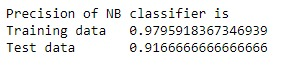 Precision of NB classifier is
Training data 0.9795918367346939
Test data 0.9166666666666666